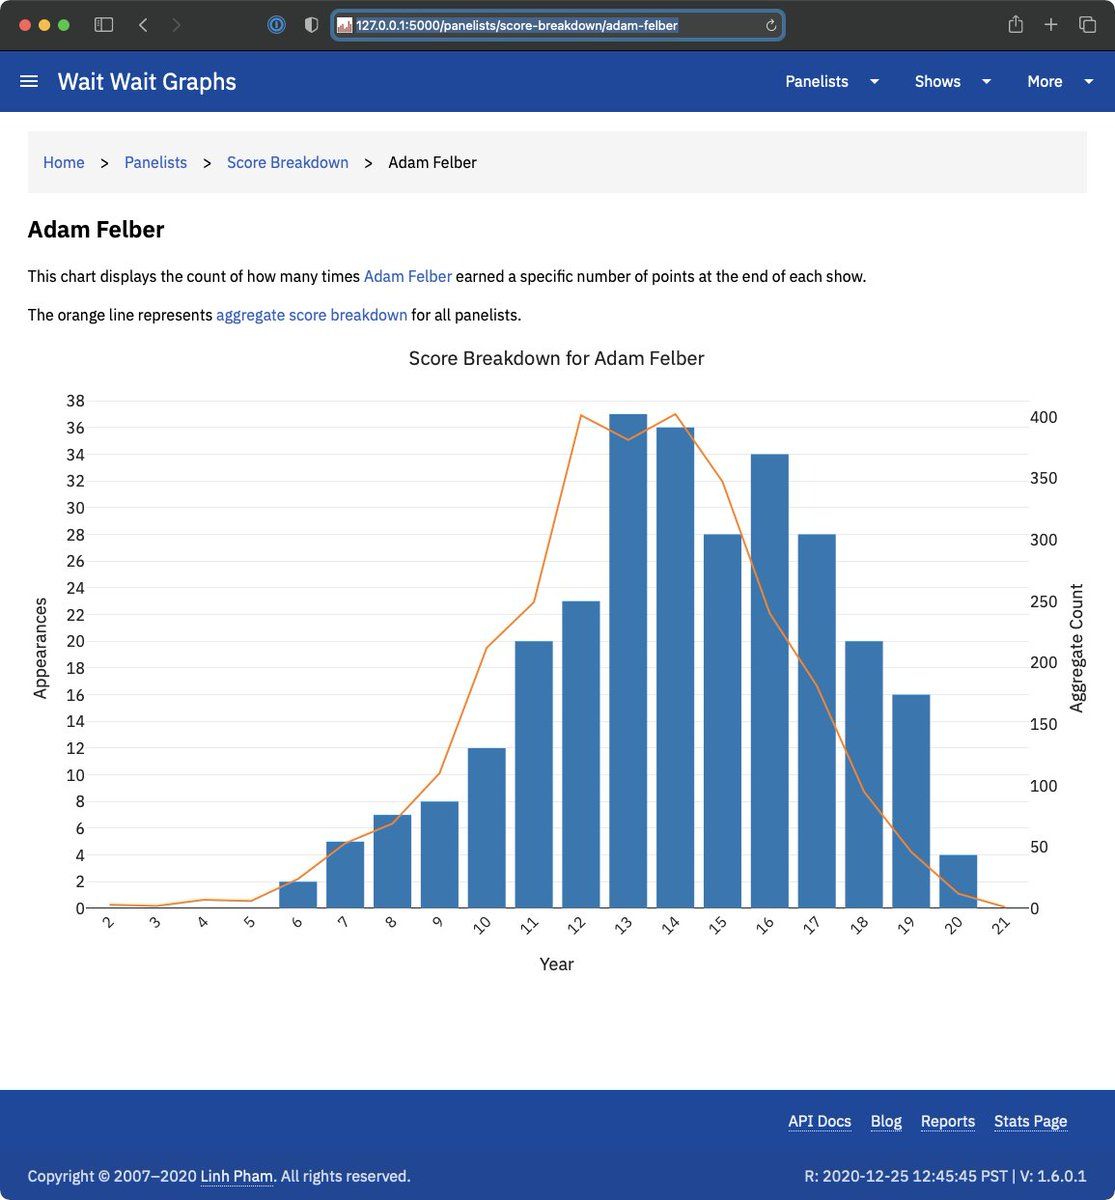 127.0.0.1:5000/panelists/score-breakdown/adam-felber
Wait Wait Graphs
Panelists
Shows
More
Home > Panelists > Score Breakdown > Adam Felber
Adam Felber
This chart displays the count of how many times Adam Felber earned a specific number of points at the end of each show.
The orange line represents aggregate score breakdown for all panelists.
Score Breakdown for Adam Felber
Appearances
38
36
34
32
30
28
26
24
22
20
18
16
14
12
10
8
6
4
2
0
400
350
300
250
200
150
100
50
0
Aggregate Count
2 3 4 5 6 7 8 9 10 11 12 13 14 15 16 17 18 19 20 21
Year
API Docs Blog Reports Stats Page
Copyright © 2007–2020 Linh Pham. All rights reserved.
R: 2020-12-25 12:45:45 PST | V: 1.6.0.1